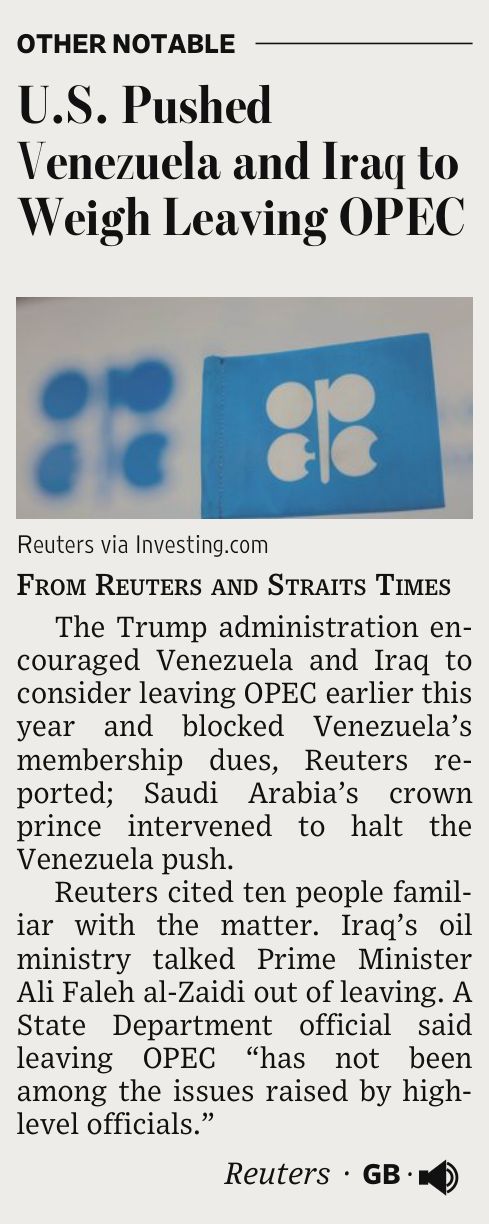 OTHER NOTABLE
U.S. Pushed
Venezuela and Iraq to
Weigh Leaving OPEC
Reuters via Investing.com
FROM REUTERS AND STRAITS TIMES
The Trump administration en-
couraged Venezuela and Iraq to
consider leaving OPEC earlier this
year and blocked Venezuela's
membership dues, Reuters re-
ported; Saudi Arabia's crown
prince intervened to halt the
Venezuela push.
Reuters cited ten people famil-
iar with the matter. Iraq's oil
ministry talked Prime Minister
Ali Faleh al-Zaidi out of leaving. A
State Department official said
leaving OPEC “has not been
among the issues raised by high-
level officials.”
Reuters · GB ·